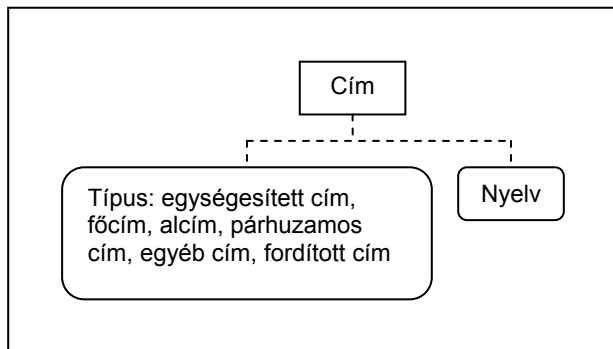 Cím
Típus: egységesített cím,
főcím, alcím, párhuzamos
cím, egyéb cím, fordított cím
Nyelv